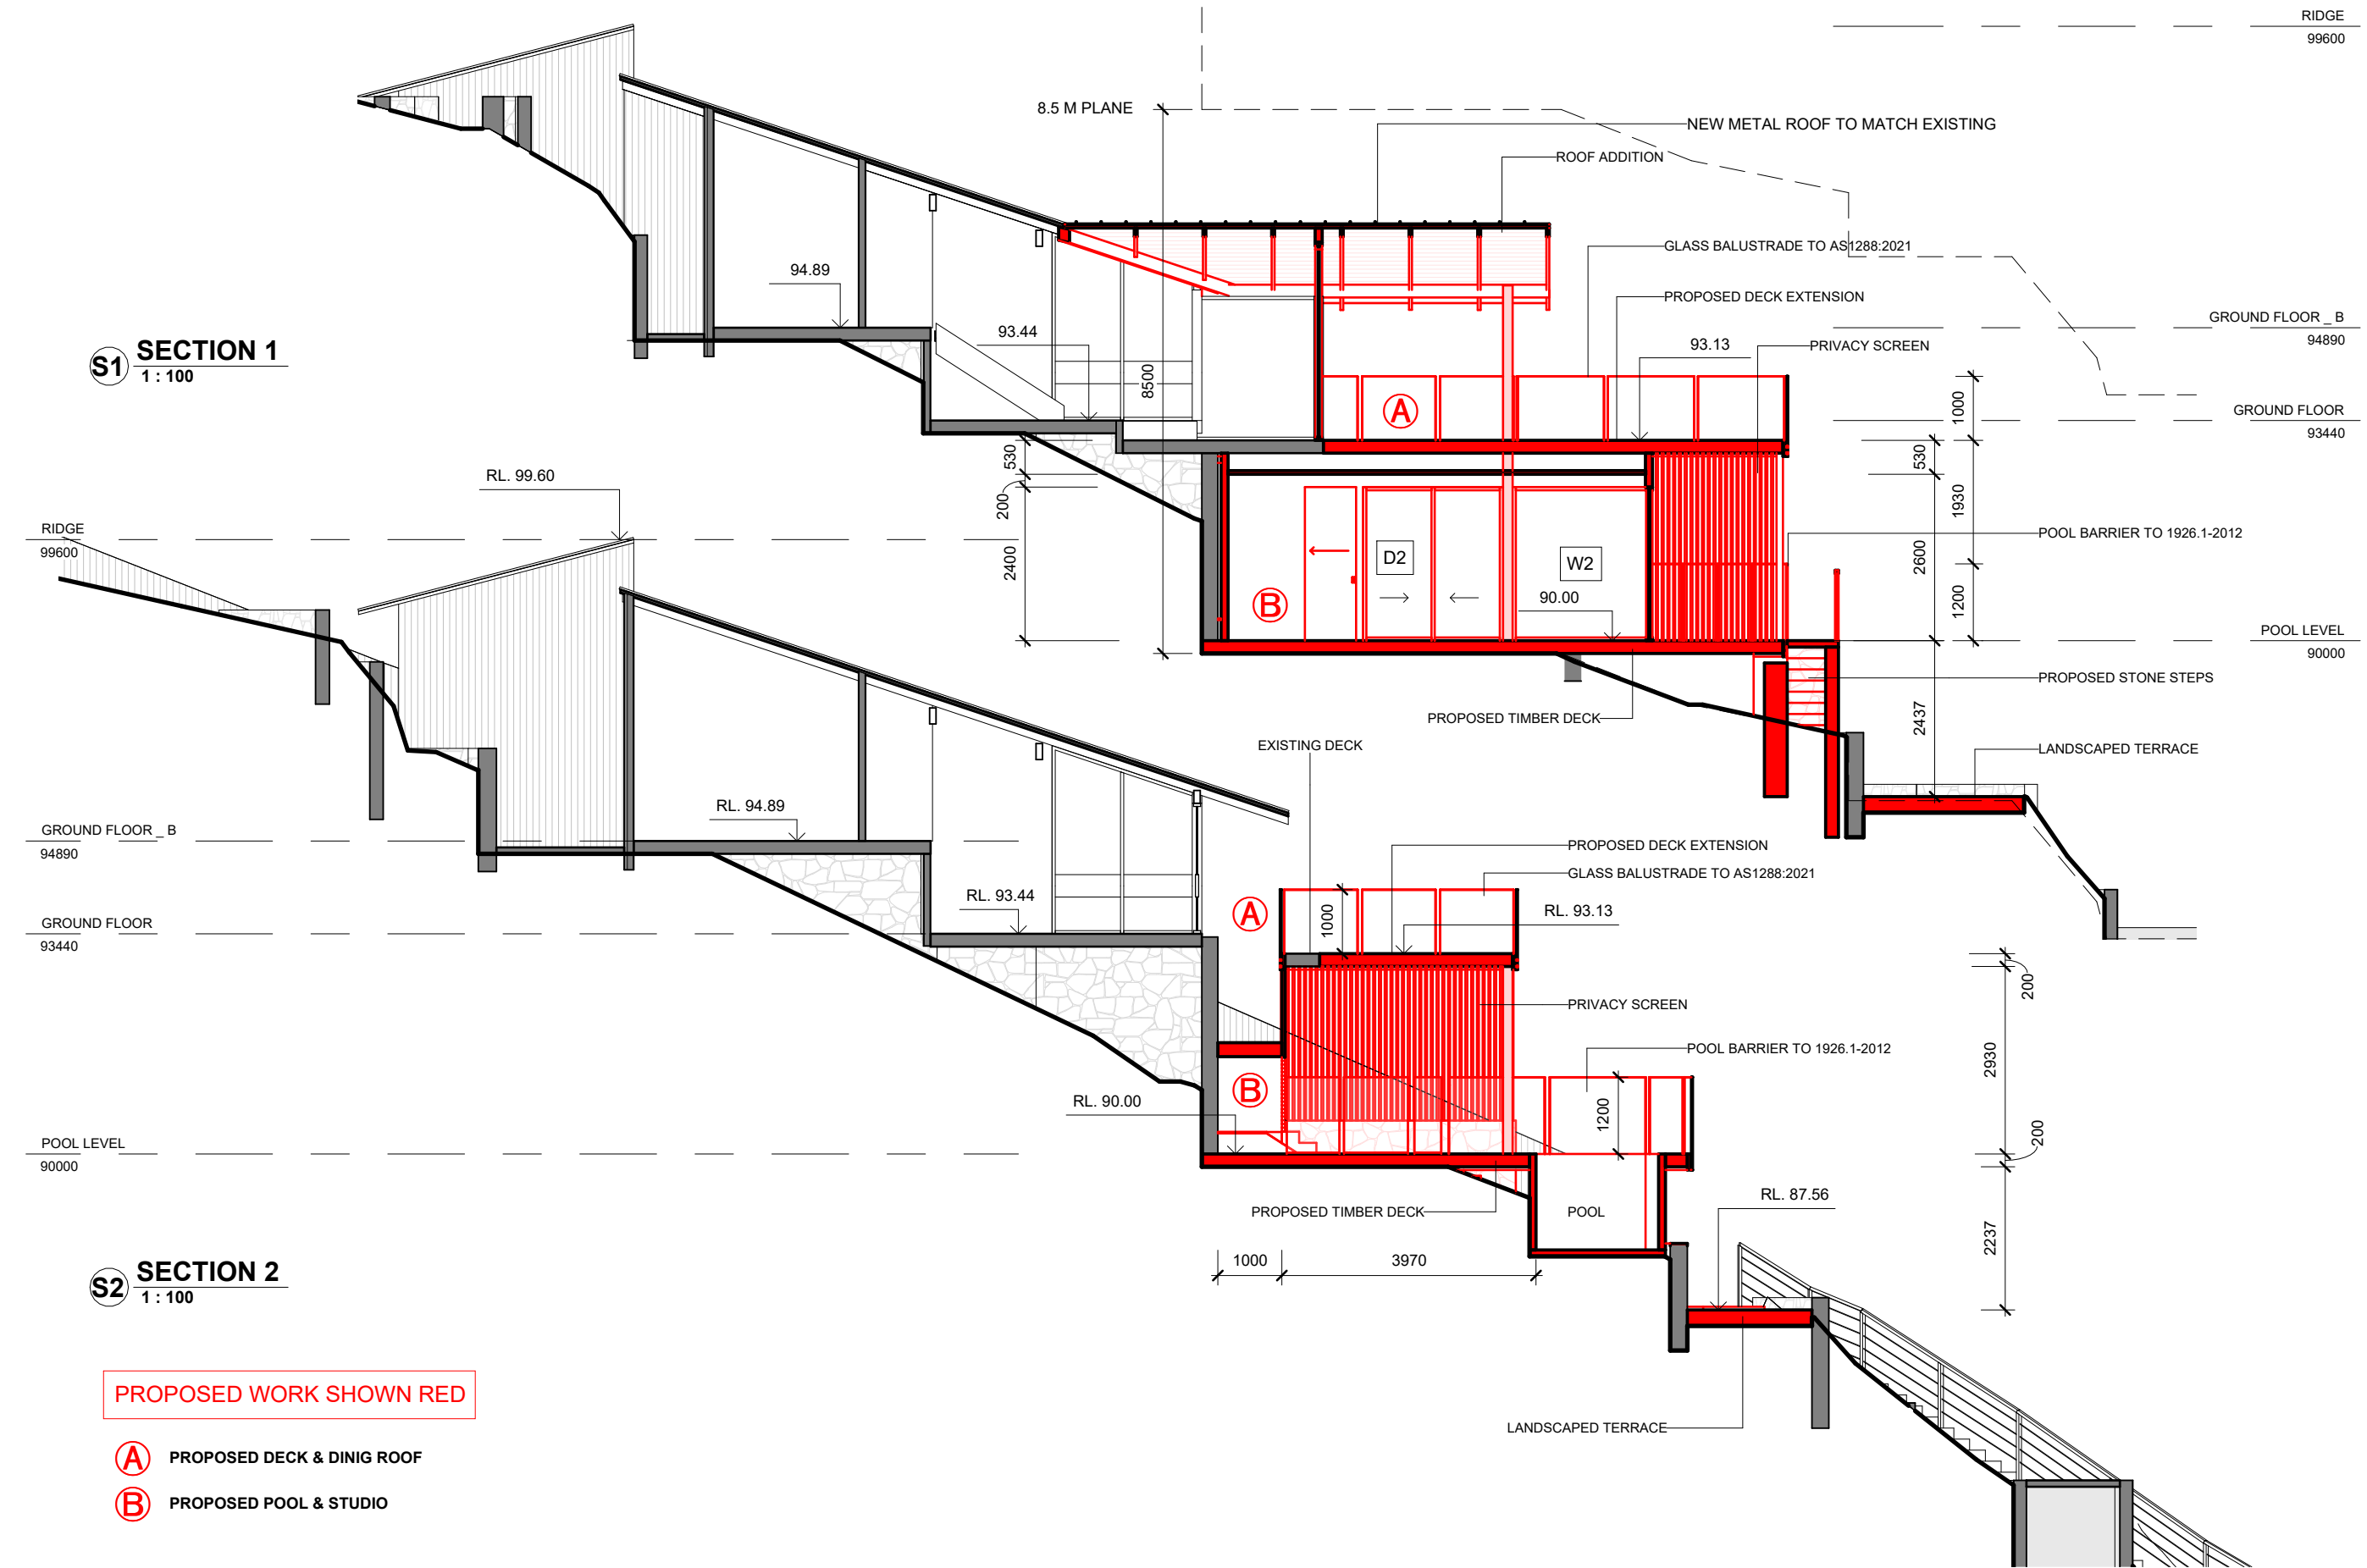 RIDGE
99600
8.5 M PLANE
NEW METAL ROOF TO MATCH EXISTING
ROOF ADDITION
GLASS BALUSTRADE TO AS1288:2021
94.89
PROPOSED DECK EXTENSION
GROUND FLOOR _ B
94890
93.44
93.13
PRIVACY SCREEN
S1
SECTION 1
1 : 100
8500
1000
A
GROUND FLOOR
93440
530
530
RL. 99.60
200
1930
RIDGE
99600
POOL BARRIER TO 1926.1-2012
2400
D2
W2
2600
B
90.00
1200
POOL LEVEL
90000
PROPOSED STONE STEPS
PROPOSED TIMBER DECK
2437
EXISTING DECK
LANDSCAPED TERRACE
RL. 94.89
GROUND FLOOR _ B
94890
PROPOSED DECK EXTENSION
GLASS BALUSTRADE TO AS1288:2021
RL. 93.44
A
1000
RL. 93.13
GROUND FLOOR
93440
200
PRIVACY SCREEN
POOL BARRIER TO 1926.1-2012
2930
B
RL. 90.00
1200
200
POOL LEVEL
90000
RL. 87.56
PROPOSED TIMBER DECK
POOL
2237
1000
3970
S2
SECTION 2
1 : 100
PROPOSED WORK SHOWN RED
LANDSCAPED TERRACE
A
PROPOSED DECK & DINIG ROOF
B
PROPOSED POOL & STUDIO